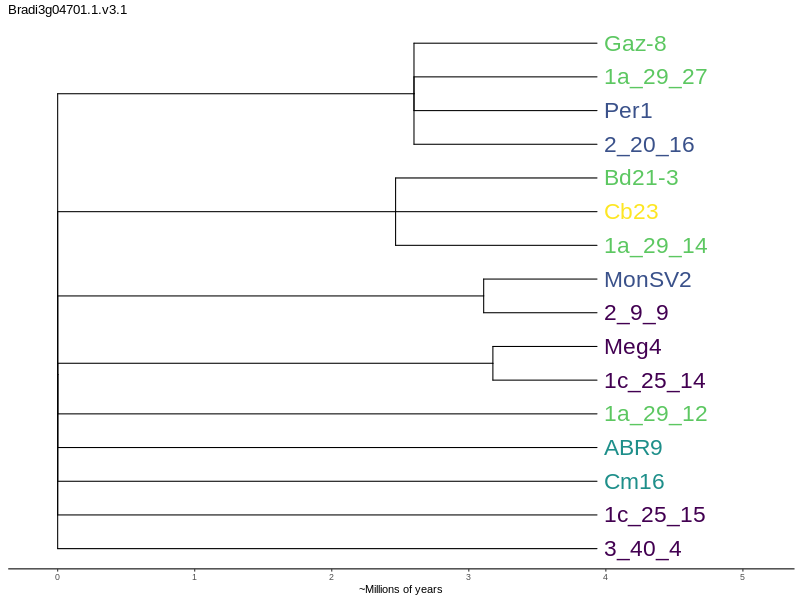 Bradi3g04701.1.v3.1
Gaz-8
1a_29_27
Per1
2_20_16
Bd21-3
Cb23
1a_29_14
MonSV2
2_9_9
Meg4
1c_25_14
1a_29_12
ABR9
Cm16
1c_25_15
3_40_4
0 1 2 3 4 5
~Millions of years